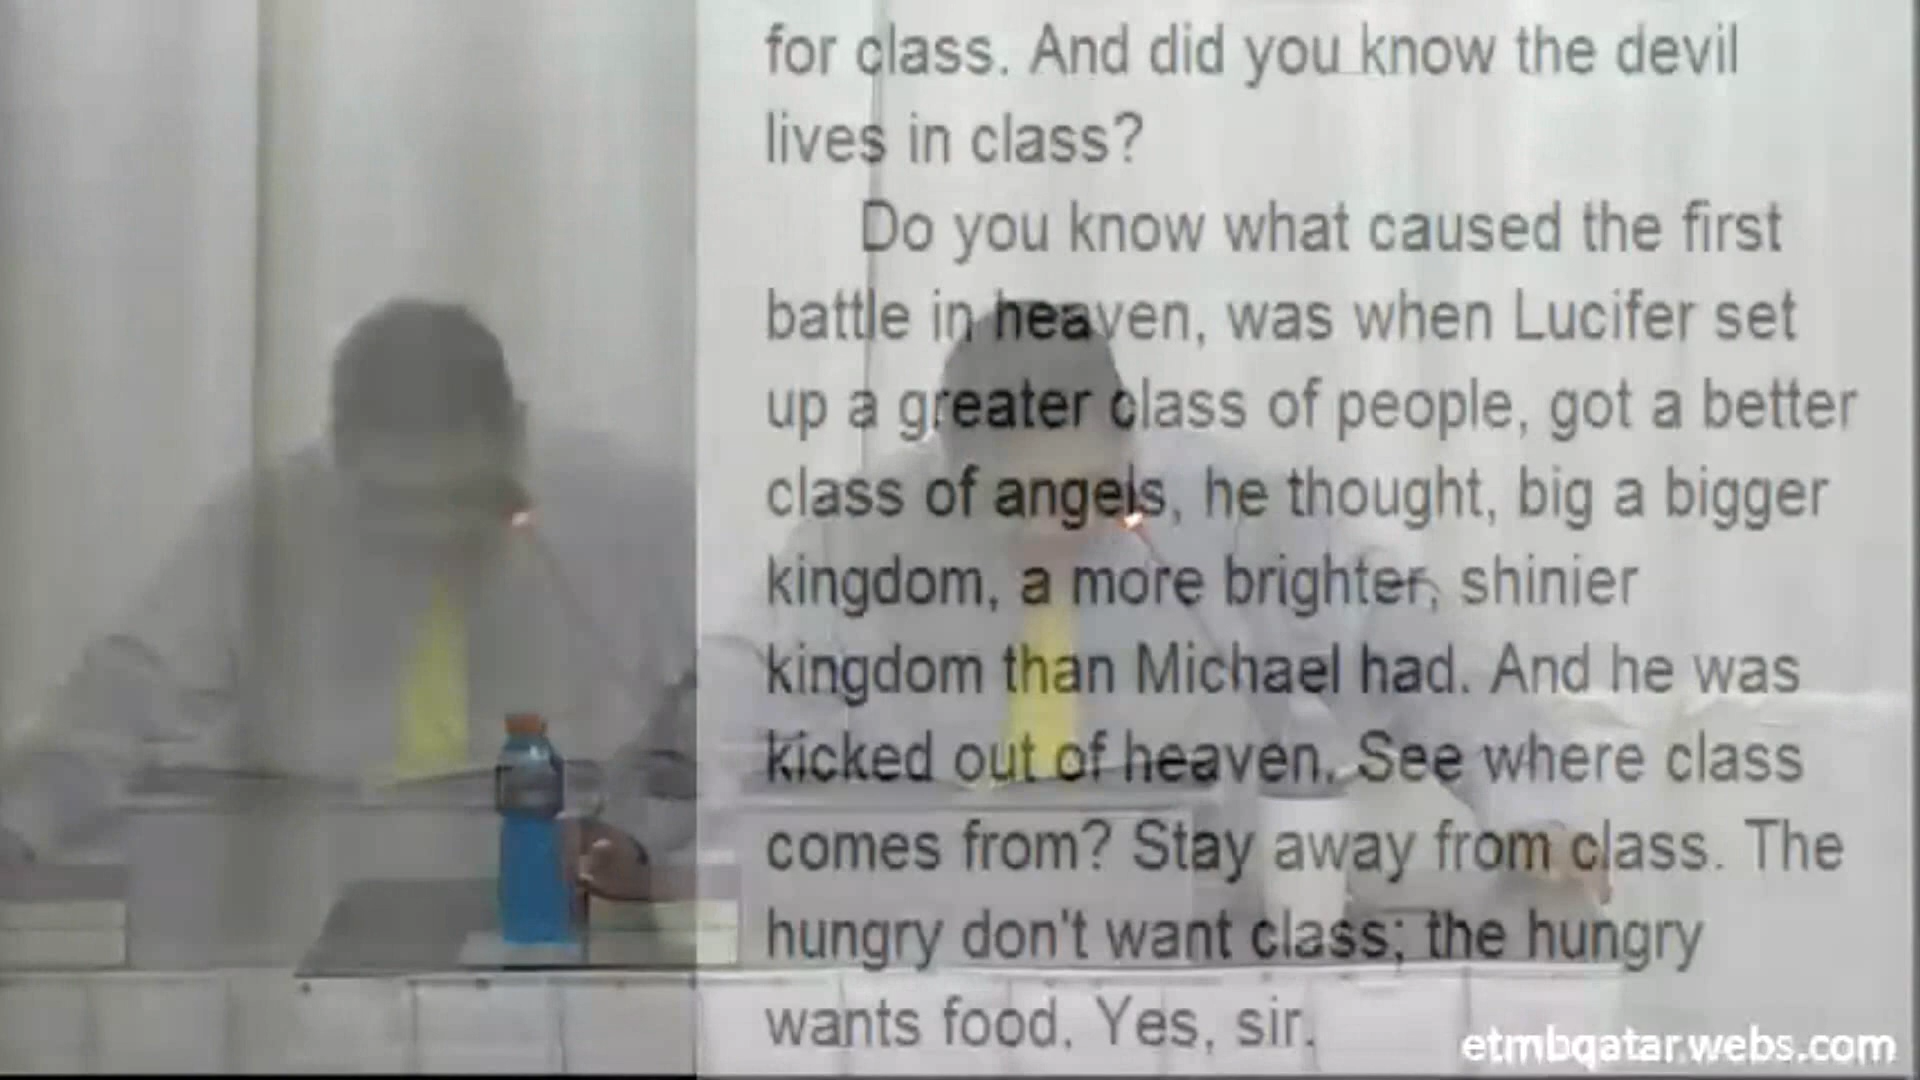 for class. And did you know the devil
lives in class?
Do you know what caused the first
battle in heaven, was when Lucifer set
up a greater class of people, got a better
class of angels, he thought, big a bigger
kingdom, a more brighter, shinier
kingdom than Michael had. And he was
kicked out of heaven. See where class
comes from? Stay away from class. The
hungry don't want class; the hungry
wants food. Yes, sir.
etmbqatar.webs.com